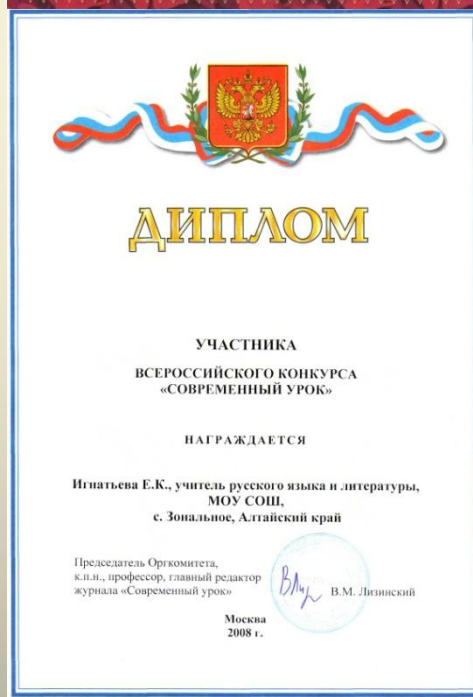 ДИПЛОМ
УЧАСТНИКА
ВСЕРОССИЙСКОГО КОНКУРСА
«СОВРЕМЕННЫЙ УРОК»
НАГРАЖДАЕТСЯ
Игнатьева Е.К., учитель русского языка и литературы,
МОУ СОШ,
с. Зональное, Алтайский край
Председатель Оргкомитета,
к.п.н., профессор, главный редактор
журнала «Современный урок»
В.М. Лизинский
Москва
2008 г.